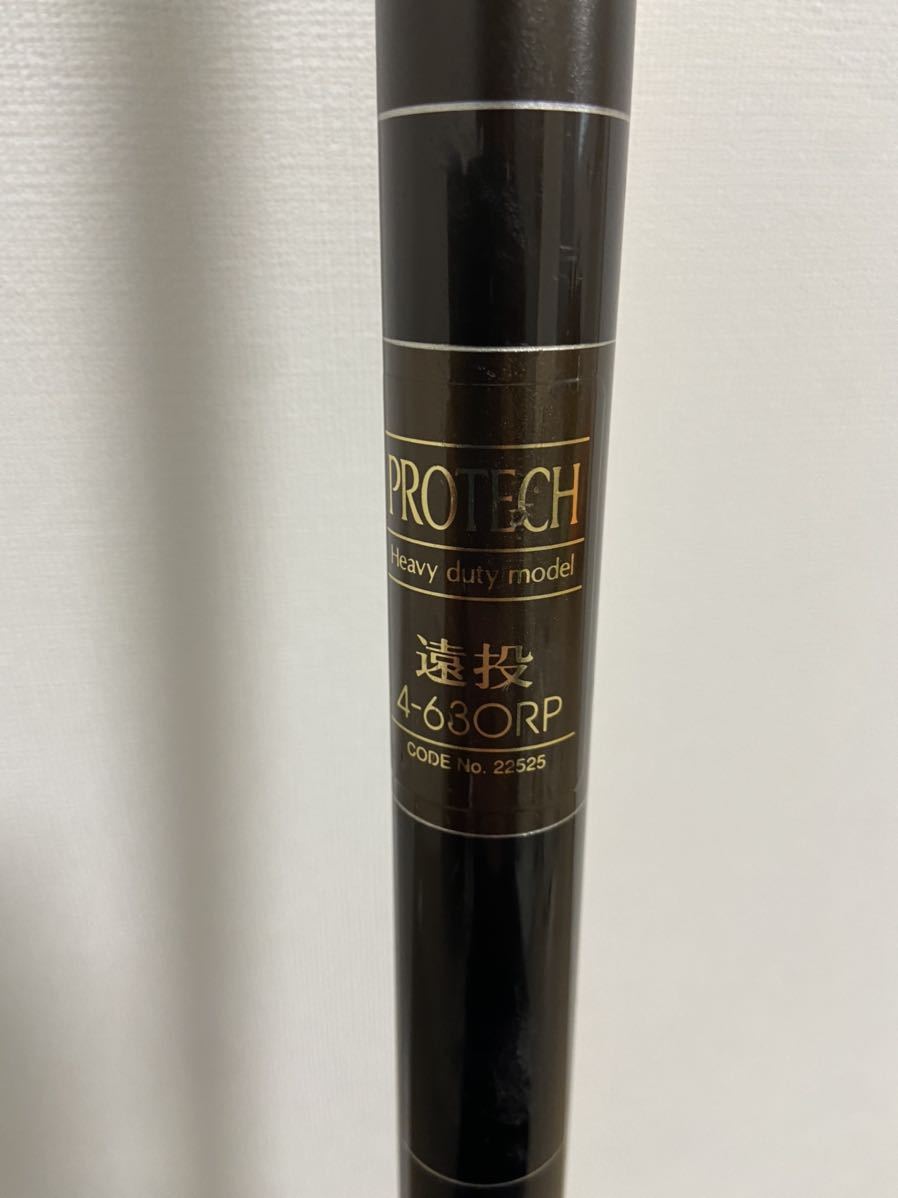 PROTECH
Heavy duty model
遠投
4-630RP
CODE No. 22525